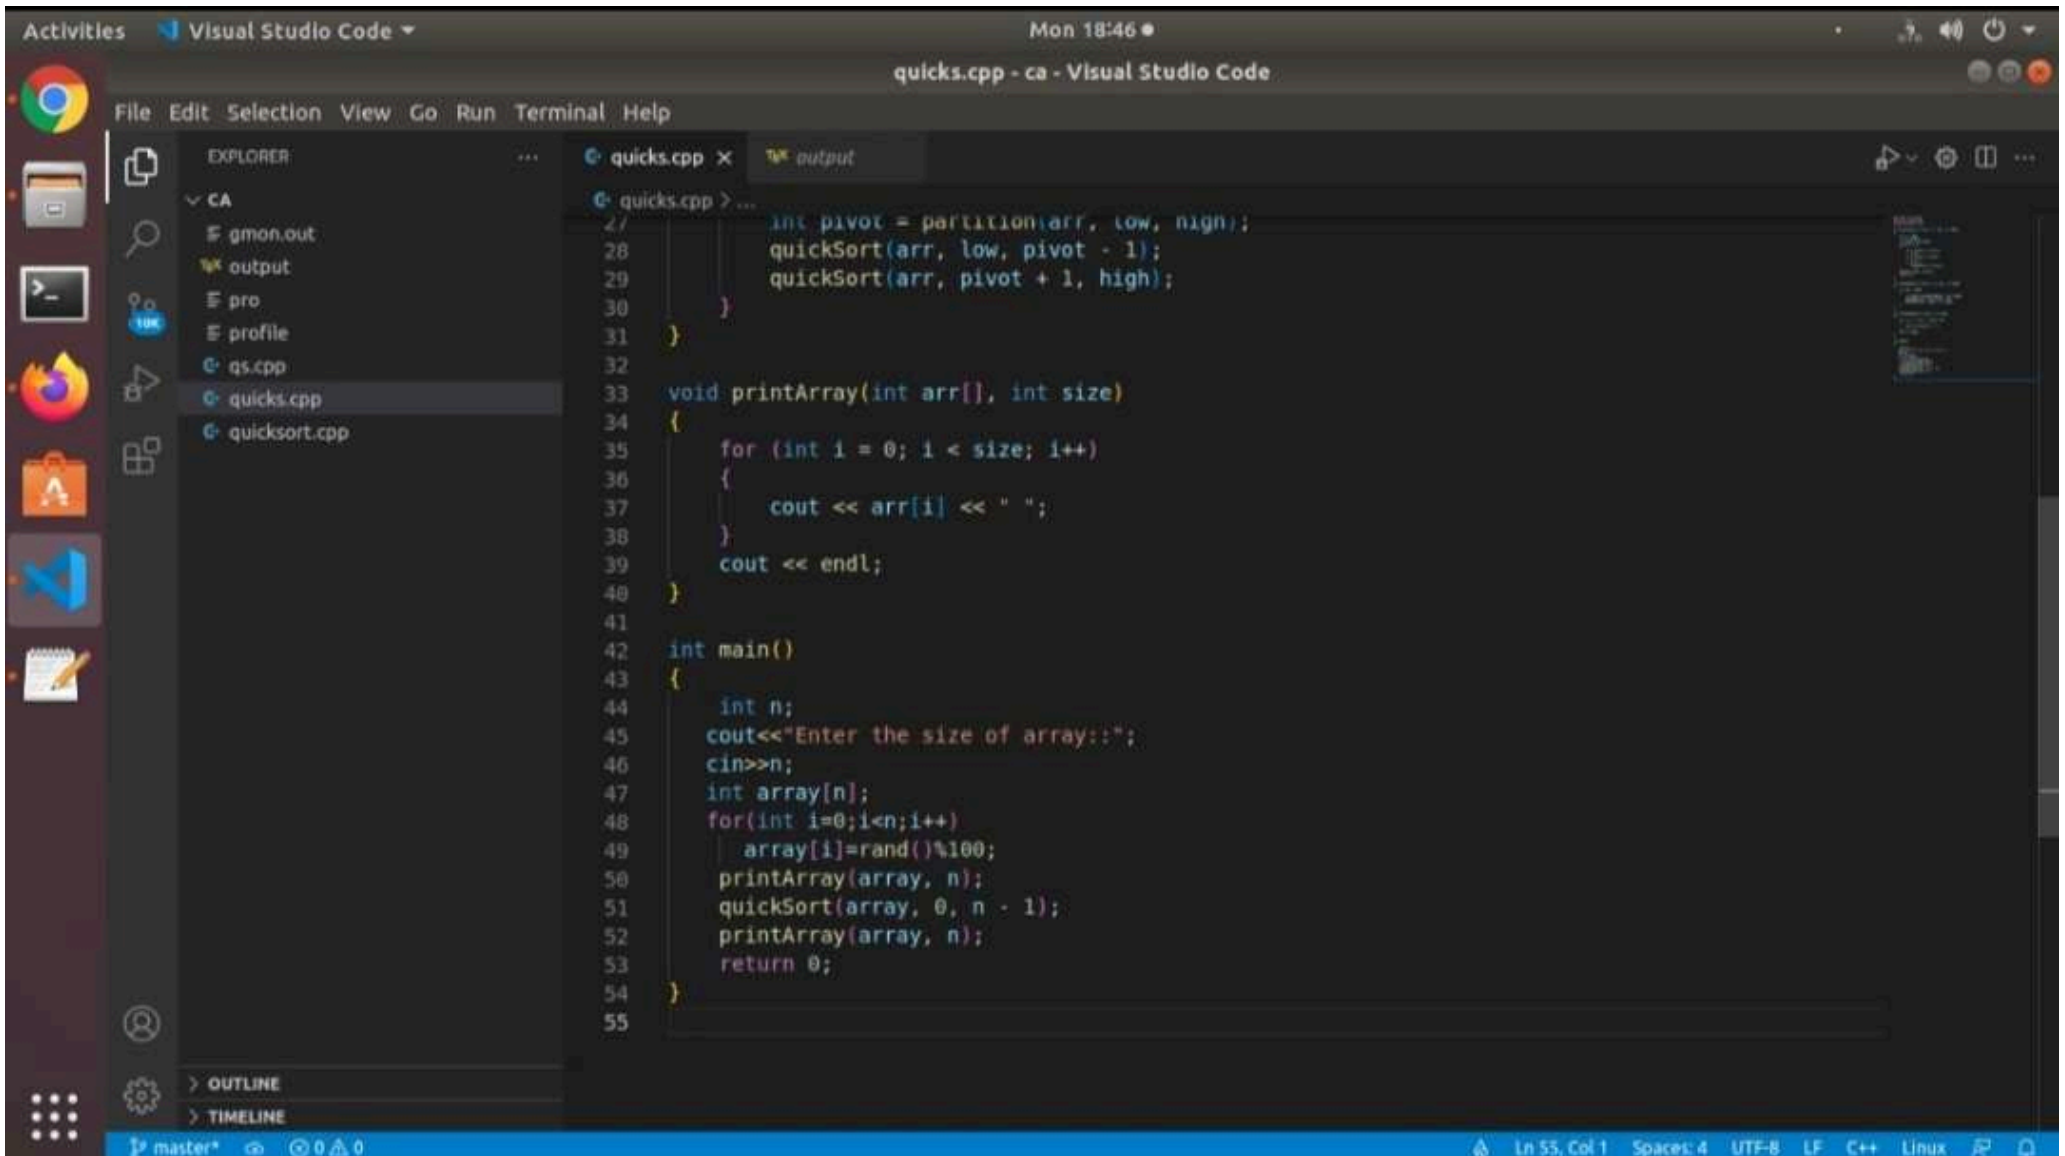 Activities Visual Studio Code Mon 18:46
quicks.cpp - ca - Visual Studio Code
File Edit Selection View Go Run Terminal Help
EXPLORER
CA
gmon.out
output
pro
profile
qs.cpp
quicks.cpp
quicksort.cpp
OUTLINE
TIMELINE
10K
quicks.cpp output
quicks.cpp > ...
27 int pivot = partition(arr, low, high);
28 quickSort(arr, low, pivot - 1);
29 quickSort(arr, pivot + 1, high);
30 }
31 }
32
33 void printArray(int arr[], int size)
34 {
35 for (int i = 0; i < size; i++)
36 {
37 cout << arr[i] << " ";
38 }
39 cout << endl;
40 }
41
42 int main()
43 {
44 int n;
45 cout<<"Enter the size of array::";
46 cin>>n;
47 int array[n];
48 for(int i=0;i<n;i++)
49 array[i]=rand()%100;
50 printArray(array, n);
51 quickSort(array, 0, n - 1);
52 printArray(array, n);
53 return 0;
54 }
55
master* 0 0 Ln 55, Col 1 Spaces: 4 UTF-8 LF C++ Linux